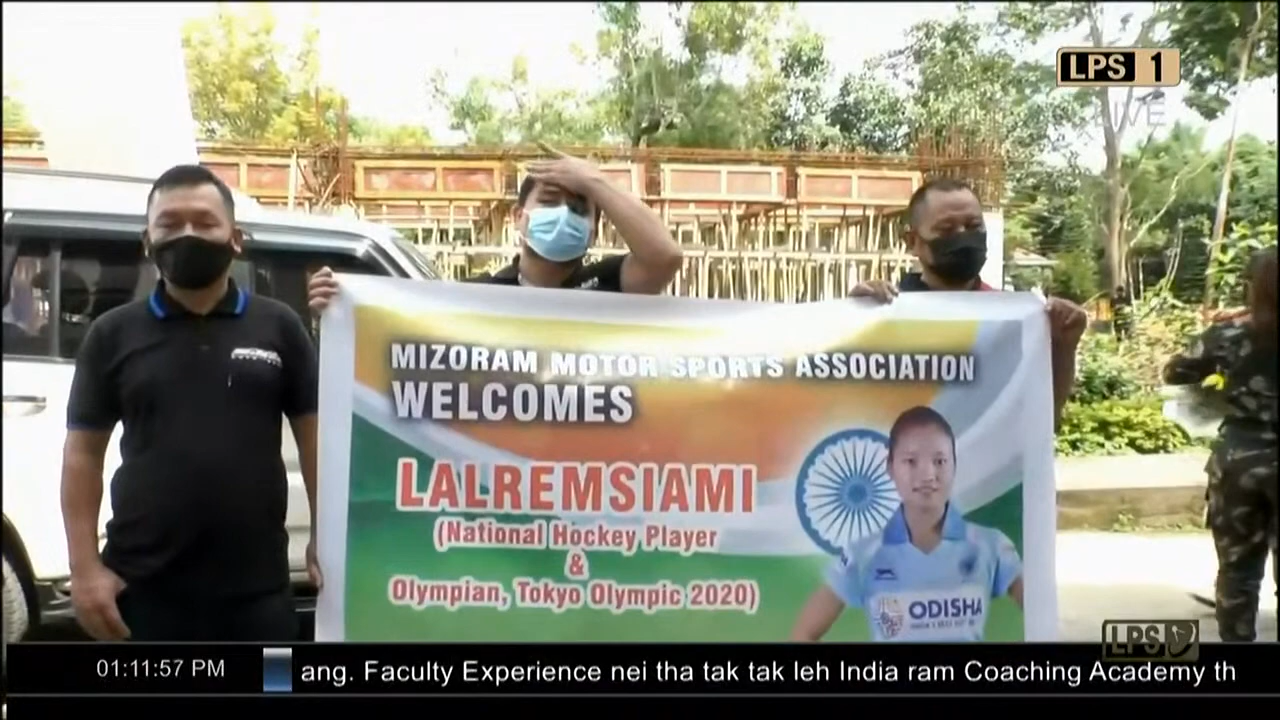 LPS 1
LIVE
MIZORAM MOTOR SPORTS ASSOCIATION
WELCOMES
LALREMSIAMI
(National Hockey Player
&
Olympian, Tokyo Olympic 2020)
ODISHA
LPS
01:11:57 PM
ang. Faculty Experience nei tha tak tak leh India ram Coaching Academy th